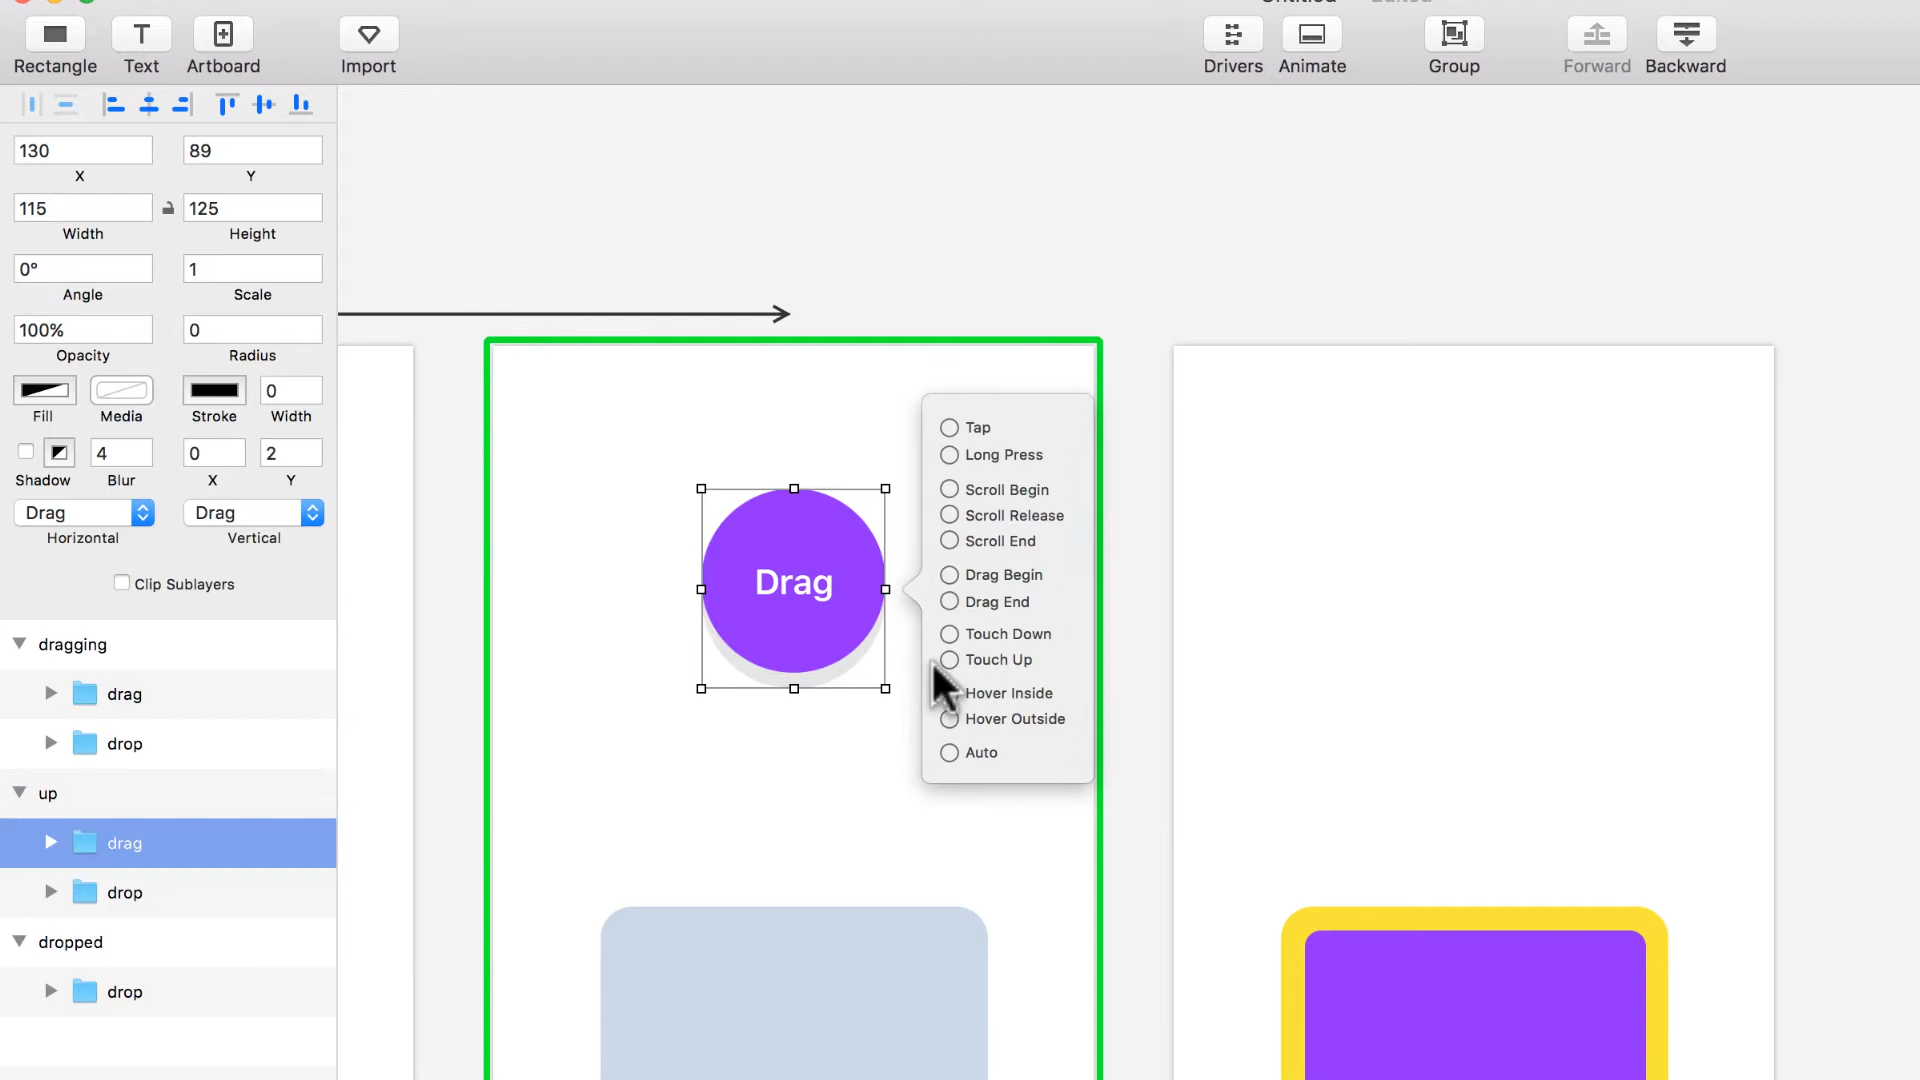 Untitled — Edited
Rectangle
Text
Artboard
Import
Drivers
Animate
Group
Forward
Backward
130
89
X
Y
115
125
Width
Height
0°
1
Angle
Scale
100%
0
Opacity
Radius
0
Fill
Media
Stroke
Width
4
0
2
Shadow
Blur
X
Y
Drag
Drag
Horizontal
Vertical
Clip Sublayers
dragging
drag
drop
up
drag
drop
dropped
drop
Drag
Tap
Long Press
Scroll Begin
Scroll Release
Scroll End
Drag Begin
Drag End
Touch Down
Touch Up
Hover Inside
Hover Outside
Auto